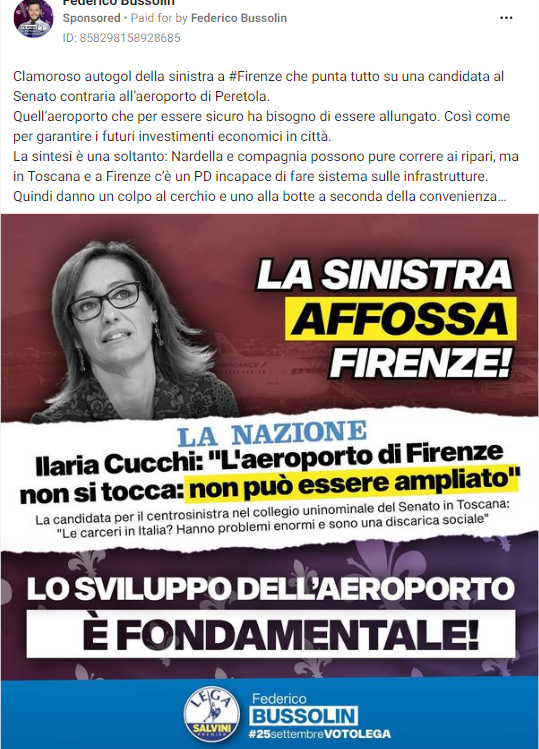 Federico Bussolin
Sponsored • Paid for by Federico Bussolin
ID: 858298158928685
Clamoroso autogol della sinistra a #Firenze che punta tutto su una candidata al
Senato contraria all'aeroporto di Peretola.
Quell'aeroporto che per essere sicuro ha bisogno di essere allungato. Così come
per garantire i futuri investimenti economici in città.
La sintesi è una soltanto: Nardella e compagnia possono pure correre ai ripari, ma
in Toscana e a Firenze c'è un PD incapace di fare sistema sulle infrastrutture.
Quindi danno un colpo al cerchio e uno alla botte a seconda della convenienza...
LA SINISTRA
AFFOSSA
FIRENZE!
LA NAZIONE
Ilaria Cucchi: "L'aeroporto di Firenze
non si tocca: non può essere ampliato"
La candidata per il centrosinistra nel collegio uninominale del Senato in Toscana:
"Le carceri in Italia? Hanno problemi enormi e sono una discarica sociale"
LO SVILUPPO DELL'AEROPORTO
È FONDAMENTALE!
LEGA
SALVINI
PREMIER
Federico
BUSSOLIN
#25settembreVOTOLEGA